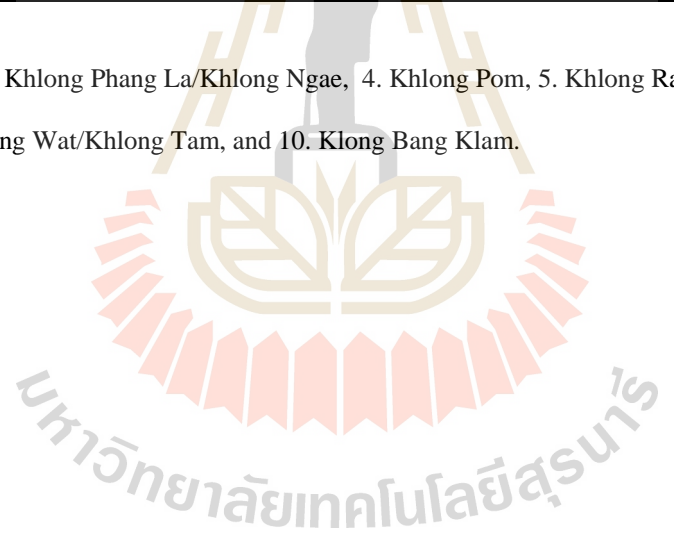 Khlong Phang La/Khlong Ngae, 4. Khlong Pom, 5. Khlong Ra
ng Wat/Khlong Tam, and 10. Klong Bang Klam.
มหาวิทยาลัยเทคโนโลยีสุรนารี